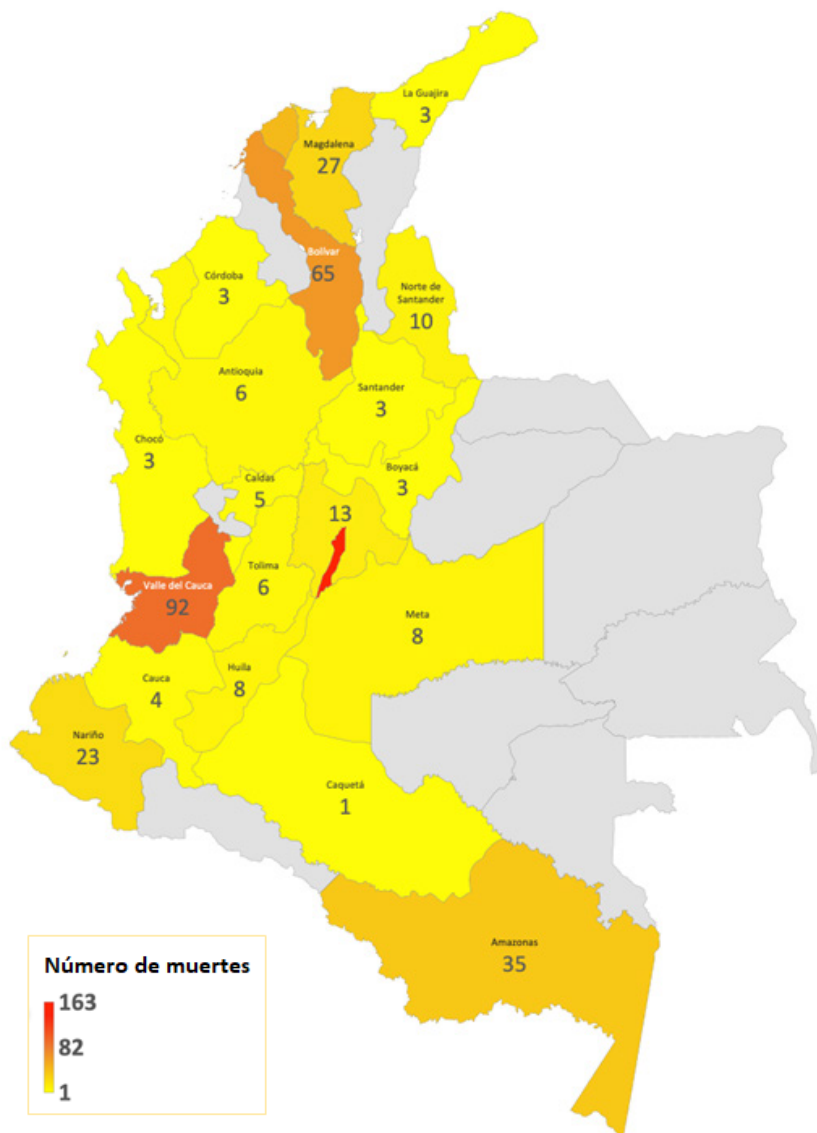 La Guajira
3
Magdalena
27
Bolívar
65
Córdoba
3
Norte de
Santander
10
Antioquia
6
Santander
3
Chocó
3
Boyacá
3
Caldas
5
13
Tolima
6
Valle del Cauca
92
Meta
8
Huila
8
Cauca
4
Nariño
23
Caquetá
1
Amazonas
35
Número de muertes
163
82
1